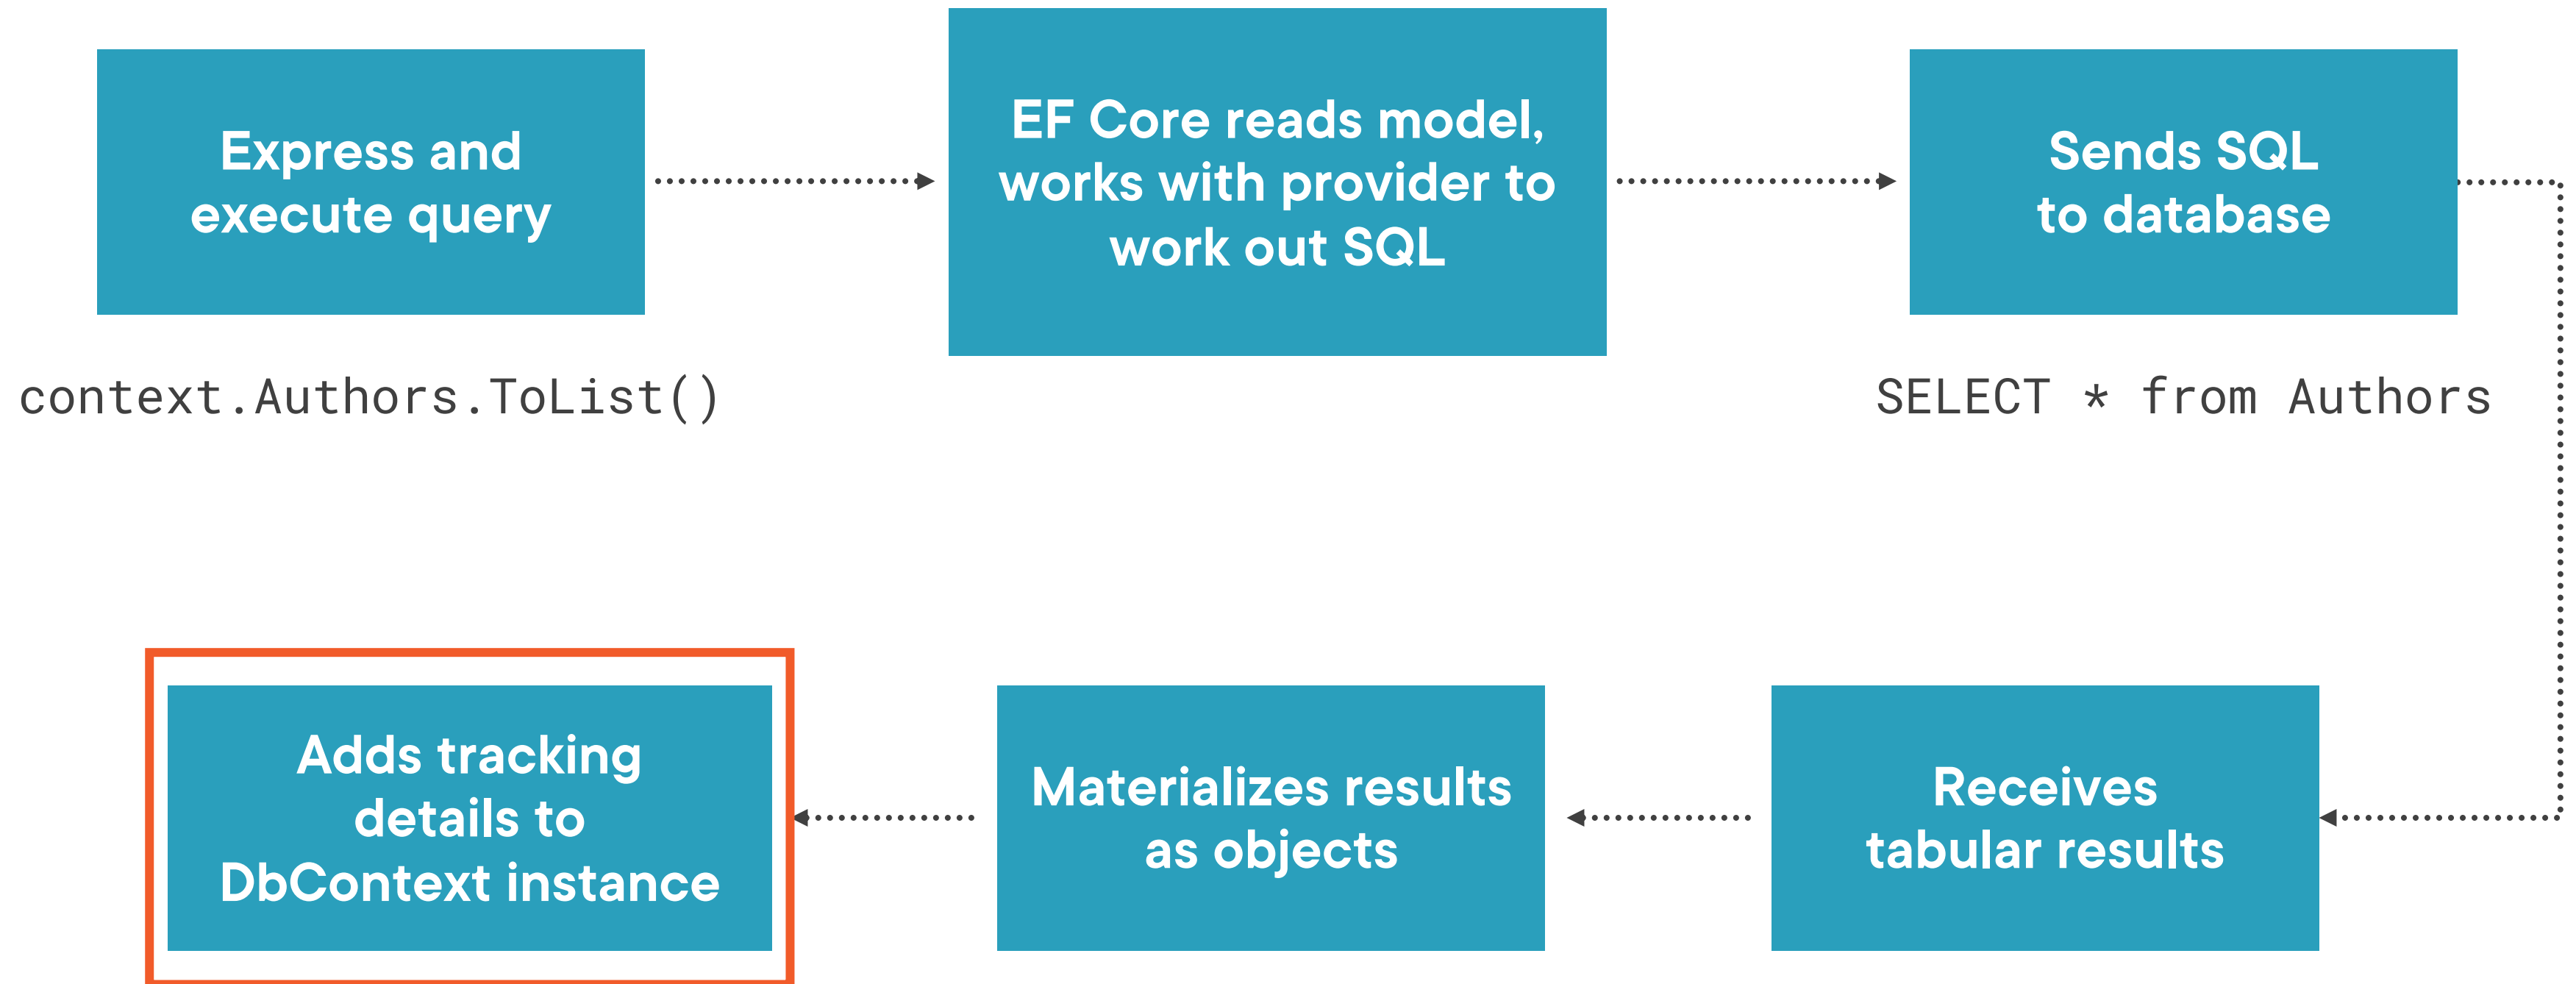 Express and
execute query
context.Authors.ToList()
EF Core reads model,
works with provider to
work out SQL
Sends SQL
to database
SELECT * from Authors
Receives
tabular results
Materializes results
as objects
Adds tracking
details to
DbContext instance